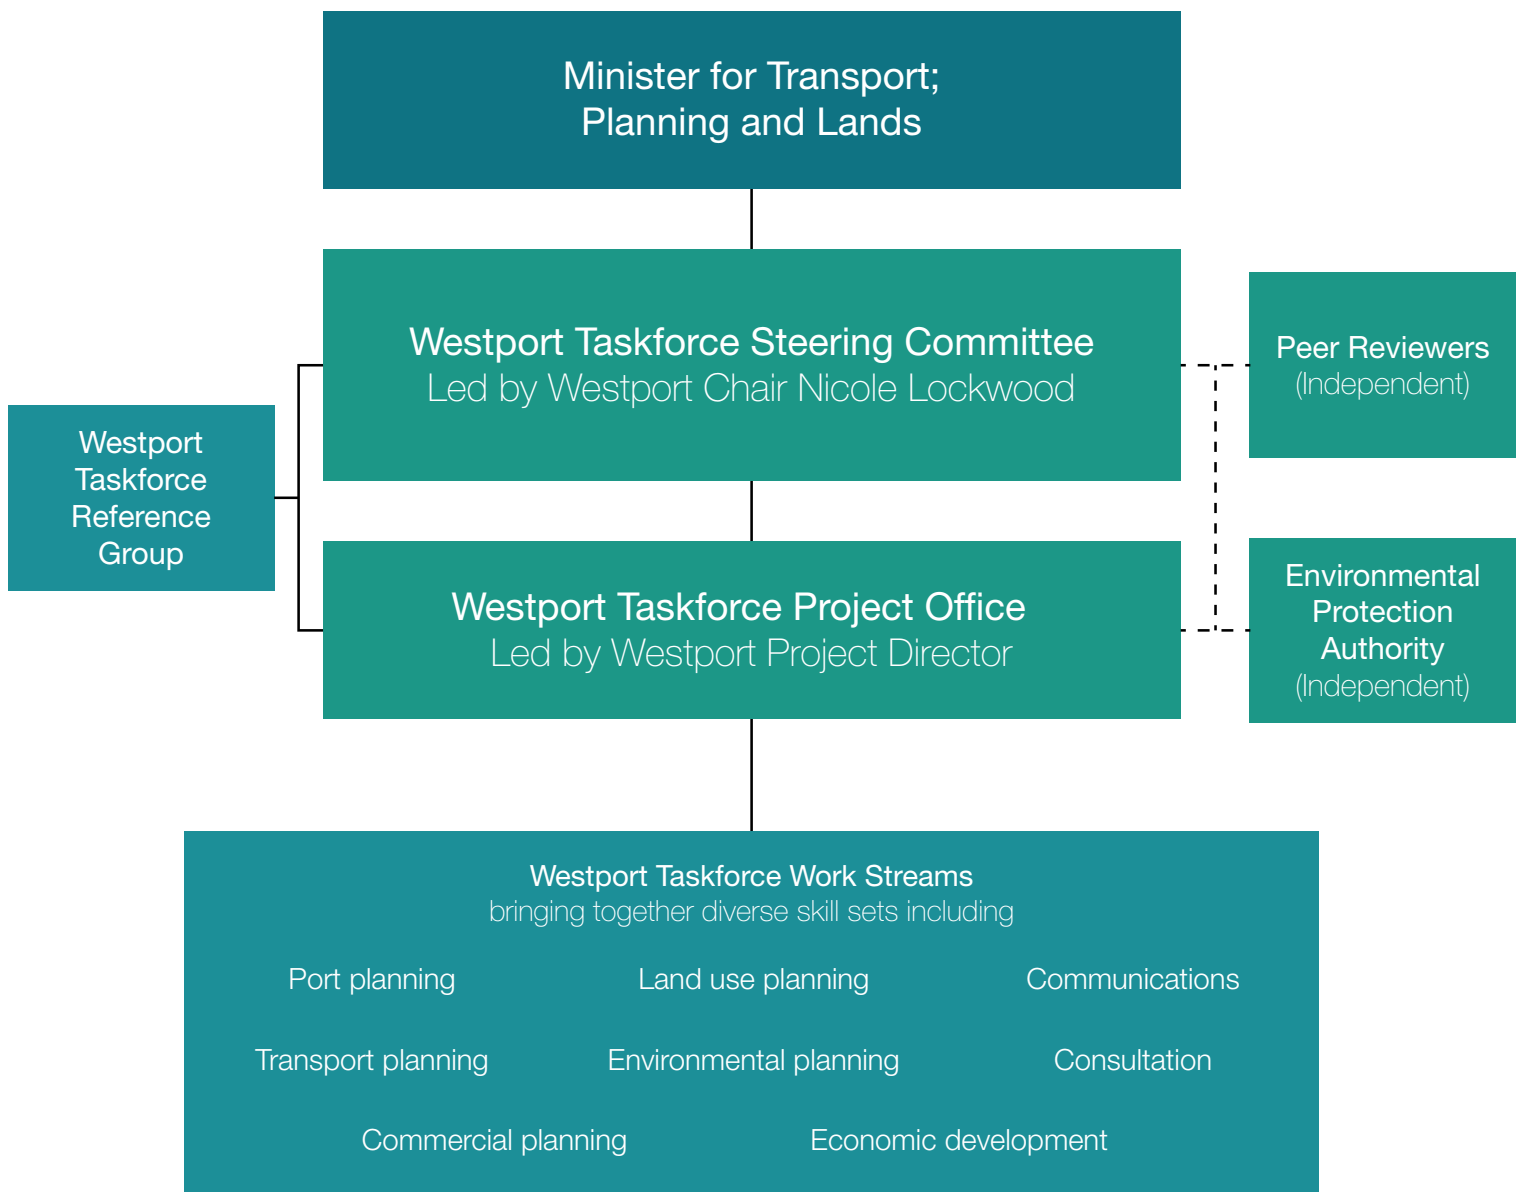 Minister for Transport;
Planning and Lands
Westport Taskforce Steering Committee
Led by Westport Chair Nicole Lockwood
Peer Reviewers
(Independent)
Westport
Taskforce
Reference
Group
Westport Taskforce Project Office
Led by Westport Project Director
Environmental
Protection
Authority
(Independent)
Westport Taskforce Work Streams
bringing together diverse skill sets including
Port planning
Land use planning
Communications
Transport planning
Environmental planning
Consultation
Commercial planning
Economic development